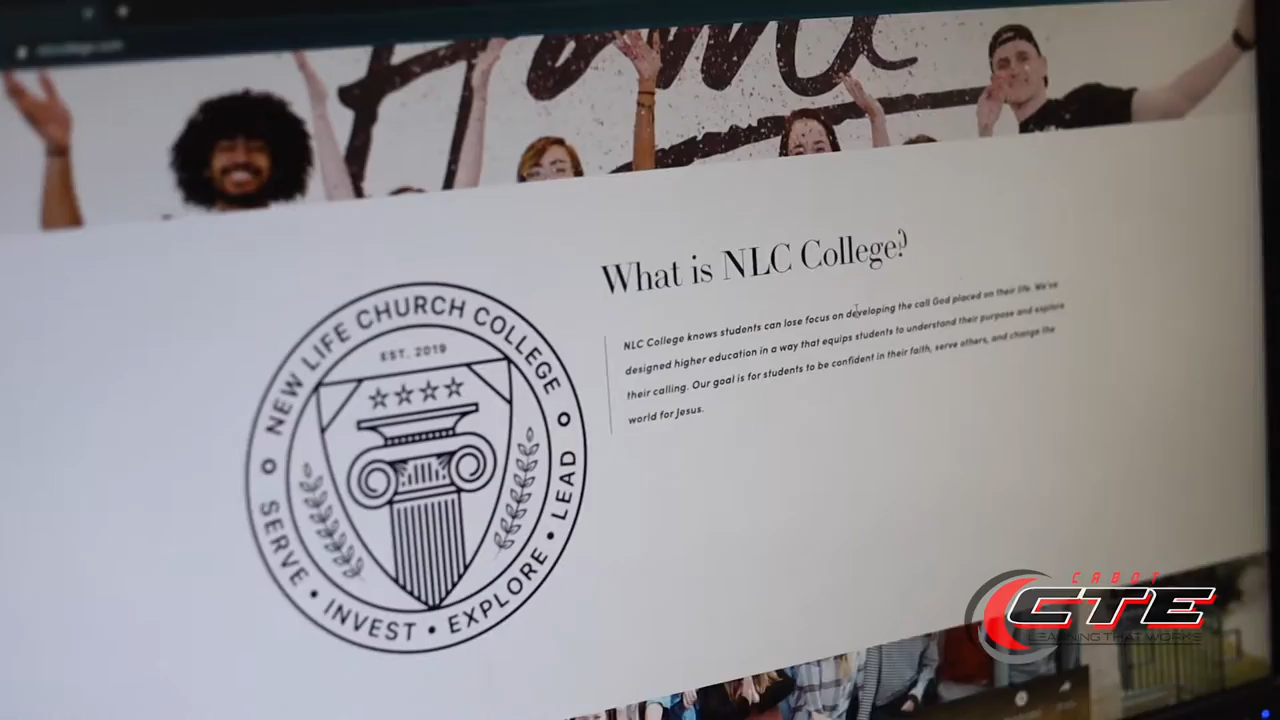 Home
What is NLC College?
NLC College knows students can lose focus on developing the call God placed on their life. We've
designed higher education in a way that equips students to understand their purpose and explore
their calling. Our goal is for students to be confident in their faith, serve others, and change the
world for Jesus.
NEW LIFE CHURCH COLLEGE
EST. 2019
SERVE • INVEST • EXPLORE • LEAD
CABOT
CTE
LEARNING THAT WORKS